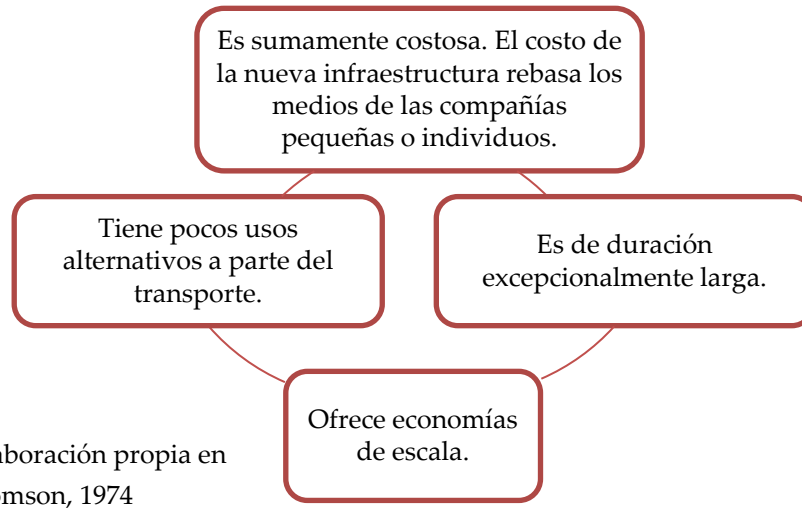 Es sumamente costosa. El costo de
la nueva infraestructura rebasa los
medios de las compañías
pequeñas o individuos.
Tiene pocos usos
alternativos a parte del
transporte.
Es de duración
excepcionalmente larga.
Ofrece economías
de escala.
aboración propia en
omson, 1974